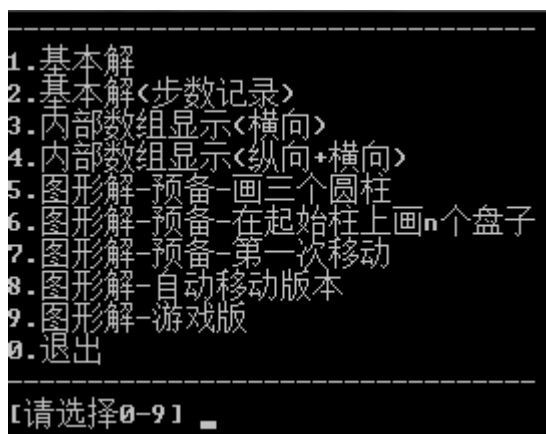 ---------------------------------
1.基本解
2.基本解(步数记录)
3.内部数组显示(横向)
4.内部数组显示(纵向+横向)
5.图形解-预备-画三个圆柱
6.图形解-预备-在起始柱上画n个盘子
7.图形解-预备-第一次移动
8.图形解-自动移动版本
9.图形解-游戏版
0.退出
---------------------------------
[请选择0-9] _